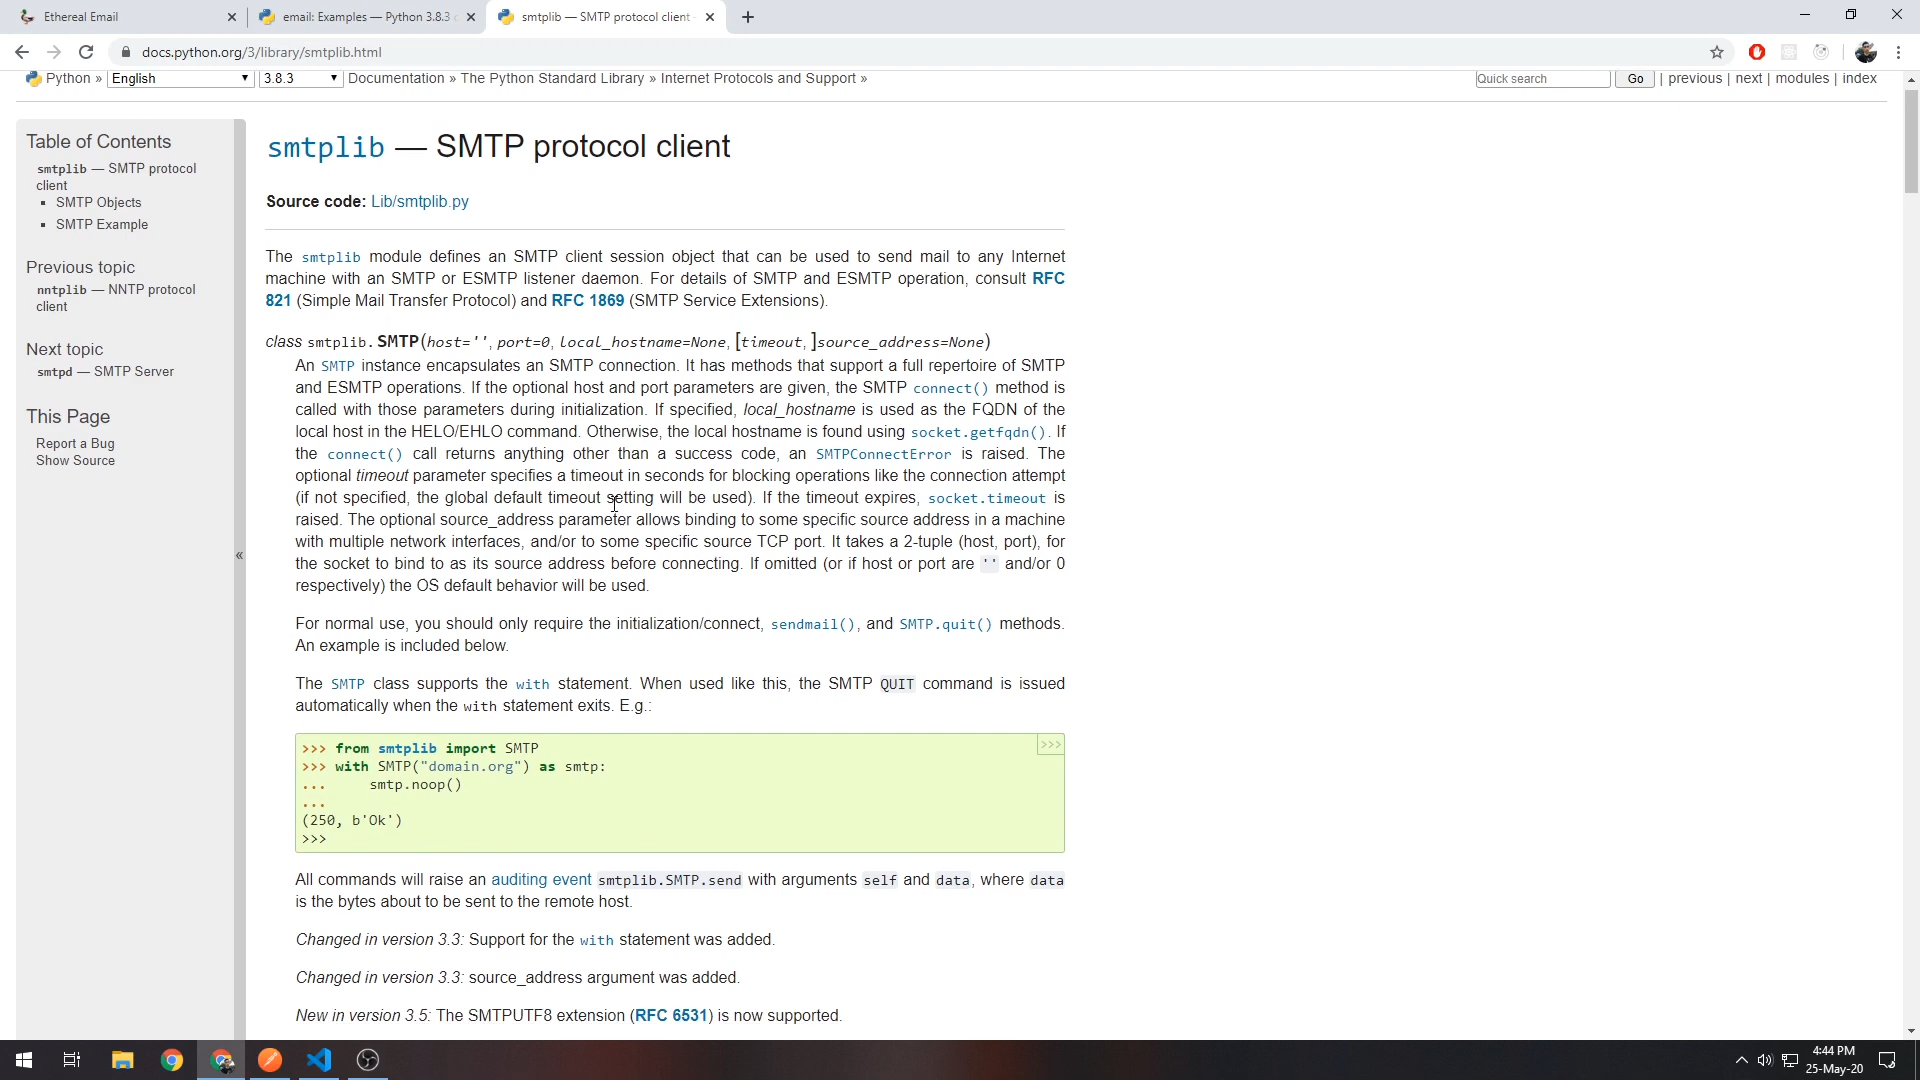 Ethereal Email
email: Examples — Python 3.8.3
smtplib — SMTP protocol client
docs.python.org/3/library/smtplib.html
Python » English 3.8.3 Documentation » The Python Standard Library » Internet Protocols and Support »
Quick search Go | previous | next | modules | index
Table of Contents
smtplib — SMTP protocol
client
SMTP Objects
SMTP Example
Previous topic
nntplib — NNTP protocol
client
Next topic
smtpd — SMTP Server
This Page
Report a Bug
Show Source
«
smtplib — SMTP protocol client
Source code: Lib/smtplib.py
The smtplib module defines an SMTP client session object that can be used to send mail to any Internet
machine with an SMTP or ESMTP listener daemon. For details of SMTP and ESMTP operation, consult RFC
821 (Simple Mail Transfer Protocol) and RFC 1869 (SMTP Service Extensions).
class smtplib.SMTP(host='', port=0, local_hostname=None, [timeout, ]source_address=None)
An SMTP instance encapsulates an SMTP connection. It has methods that support a full repertoire of SMTP
and ESMTP operations. If the optional host and port parameters are given, the SMTP connect() method is
called with those parameters during initialization. If specified, local_hostname is used as the FQDN of the
local host in the HELO/EHLO command. Otherwise, the local hostname is found using socket.getfqdn(). If
the connect() call returns anything other than a success code, an SMTPConnectError is raised. The
optional timeout parameter specifies a timeout in seconds for blocking operations like the connection attempt
(if not specified, the global default timeout setting will be used). If the timeout expires, socket.timeout is
raised. The optional source_address parameter allows binding to some specific source address in a machine
with multiple network interfaces, and/or to some specific source TCP port. It takes a 2-tuple (host, port), for
the socket to bind to as its source address before connecting. If omitted (or if host or port are '' and/or 0
respectively) the OS default behavior will be used.
For normal use, you should only require the initialization/connect, sendmail(), and SMTP.quit() methods.
An example is included below.
The SMTP class supports the with statement. When used like this, the SMTP QUIT command is issued
automatically when the with statement exits. E.g.:
>>>
>>> from smtplib import SMTP
>>> with SMTP("domain.org") as smtp:
...     smtp.noop()
...
(250, b'Ok')
>>>
All commands will raise an auditing event smtplib.SMTP.send with arguments self and data, where data
is the bytes about to be sent to the remote host.
Changed in version 3.3: Support for the with statement was added.
Changed in version 3.3: source_address argument was added.
New in version 3.5: The SMTPUTF8 extension (RFC 6531) is now supported.
4:44 PM
25-May-20